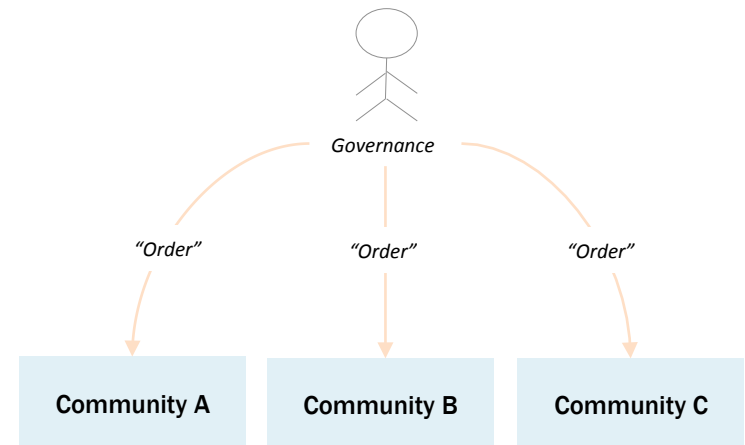 Governance
“Order”
“Order”
“Order”
Community A
Community B
Community C